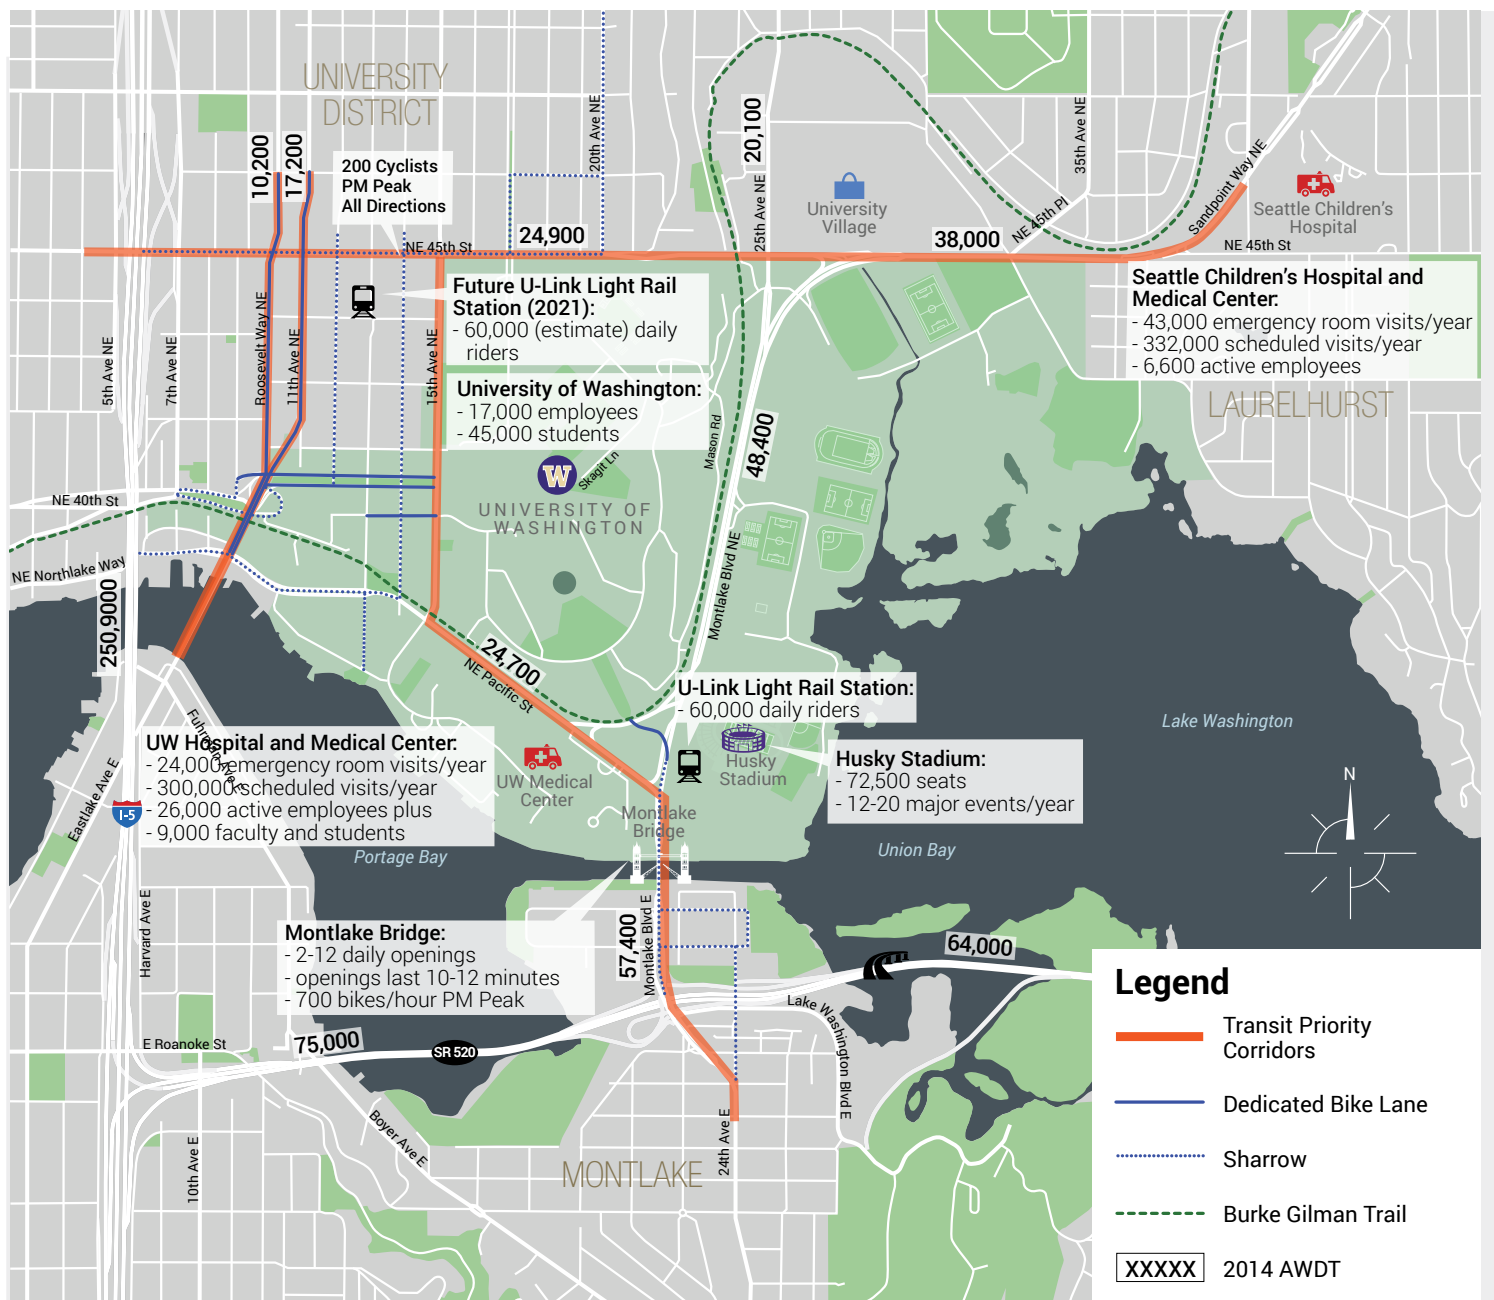 UNIVERSITY
DISTRICT
10,200
17,200
200 Cyclists
PM Peak
All Directions
20th Ave NE
20,100
25th Ave NE
35th Ave NE
University
Village
NE 45th Pl
Sandpoint Way NE
Seattle Children's
Hospital
NE 45th St
24,900
38,000
NE 45th St
Future U-Link Light Rail
Station (2021):
- 60,000 (estimate) daily
riders
Seattle Children's Hospital and
Medical Center:
- 43,000 emergency room visits/year
- 332,000 scheduled visits/year
- 6,600 active employees
5th Ave NE
7th Ave NE
Roosevelt Way NE
11th Ave NE
15th Ave NE
University of Washington:
- 17,000 employees
- 45,000 students
LAURELHURST
Mason Rd
48,400
W
Skagit Ln
UNIVERSITY OF
WASHINGTON
NE 40th St
NE Northlake Way
250,9000
Montlake Blvd NE
24,700
NE Pacific St
U-Link Light Rail Station:
- 60,000 daily riders
Lake Washington
Fuhrman Ave E
UW Hospital and Medical Center:
- 24,000 emergency room visits/year
- 300,000 scheduled visits/year
- 26,000 active employees plus
- 9,000 faculty and students
Eastlake Ave E
I-5
UW Medical
Center
Husky
Stadium
Husky Stadium:
- 72,500 seats
- 12-20 major events/year
N
Montlake
Bridge
Portage Bay
Union Bay
Harvard Ave E
Montlake Bridge:
- 2-12 daily openings
- openings last 10-12 minutes
- 700 bikes/hour PM Peak
57,400
Montlake Blvd E
64,000
Lake Washington Blvd E
E Roanoke St
75,000
SR 520
Boyer Ave E
10th Ave E
24th Ave E
MONTLAKE
Legend
Transit Priority
Corridors
Dedicated Bike Lane
Sharrow
Burke Gilman Trail
XXXXX 2014 AWDT